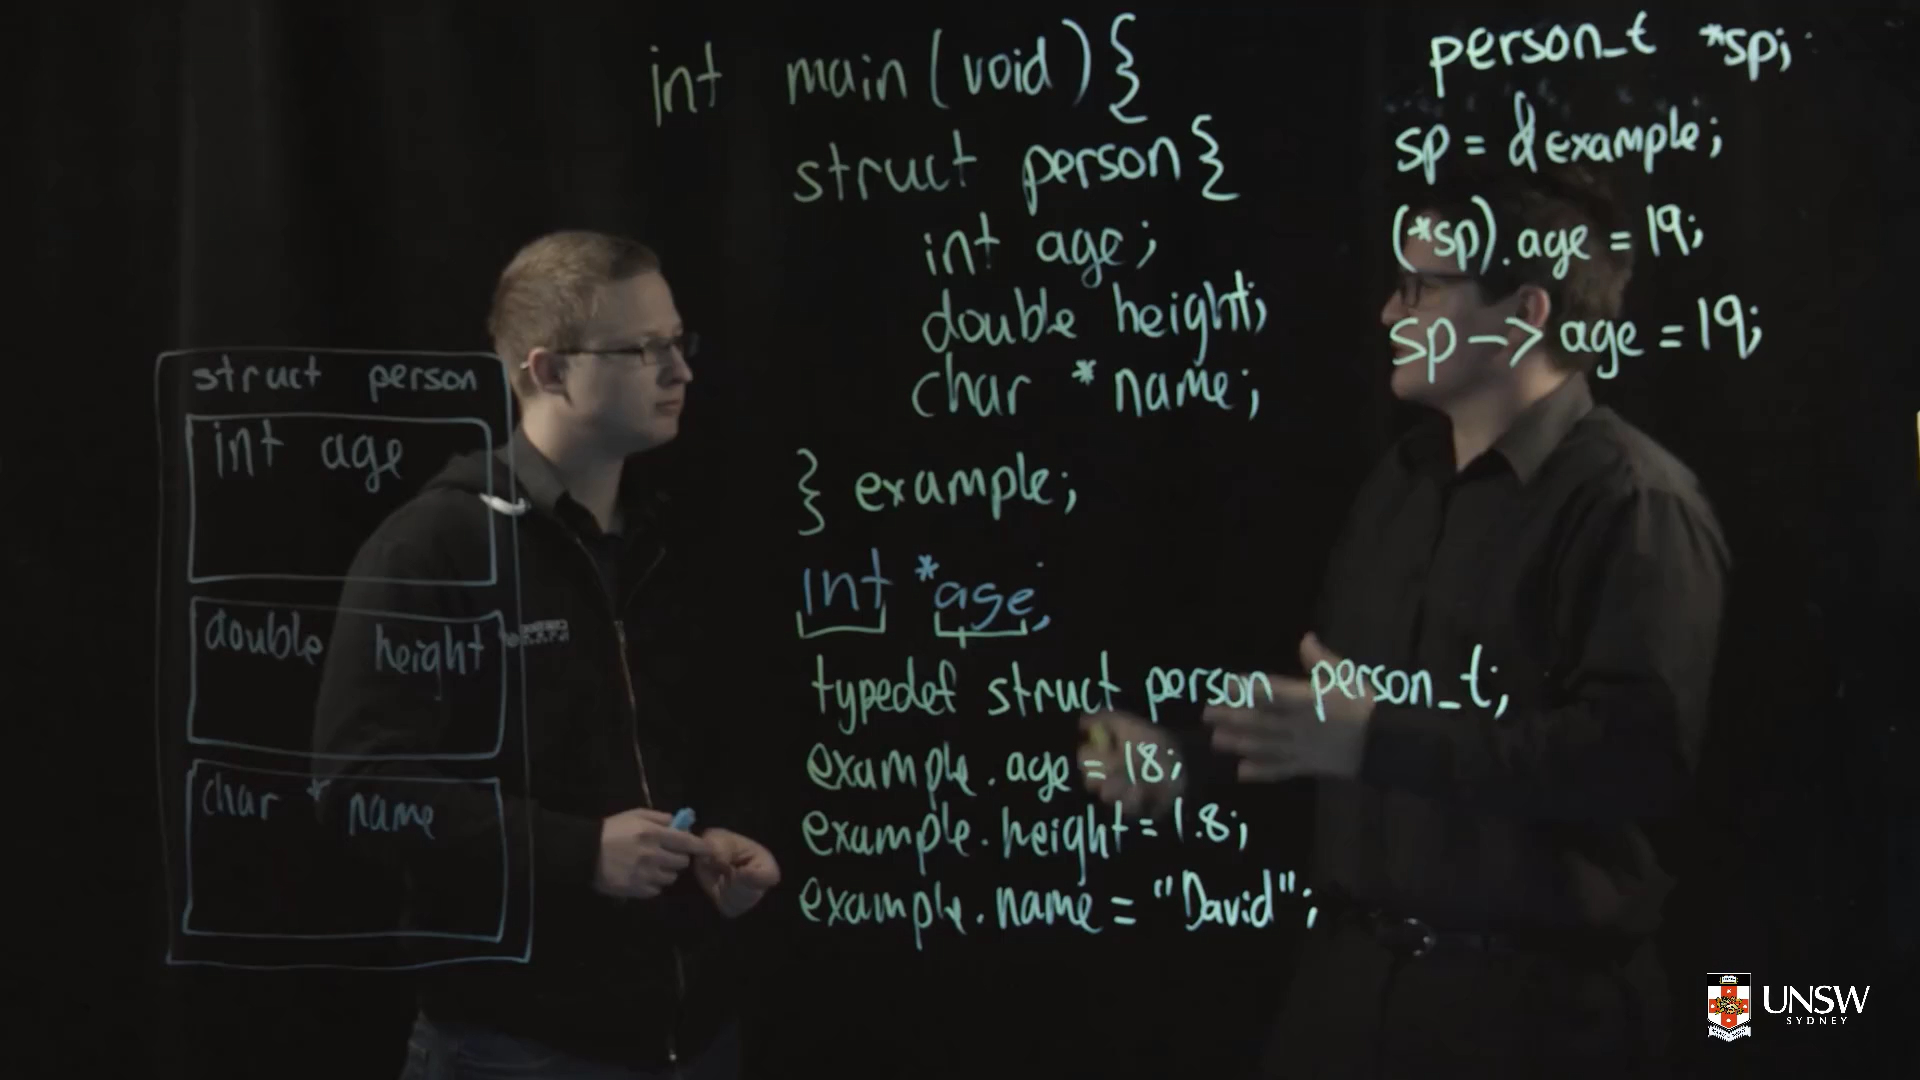 int main (void) {
struct person {
int age;
double height;
char * name;
} example;
int *age;
typedef struct person person_t;
example.age = 18;
example.height = 1.8;
example.name = "David";
person_t *sp;
sp = &example;
(*sp).age = 19;
sp -> age = 19;
struct person
int age
double height
char * name
UNSW
SYDNEY